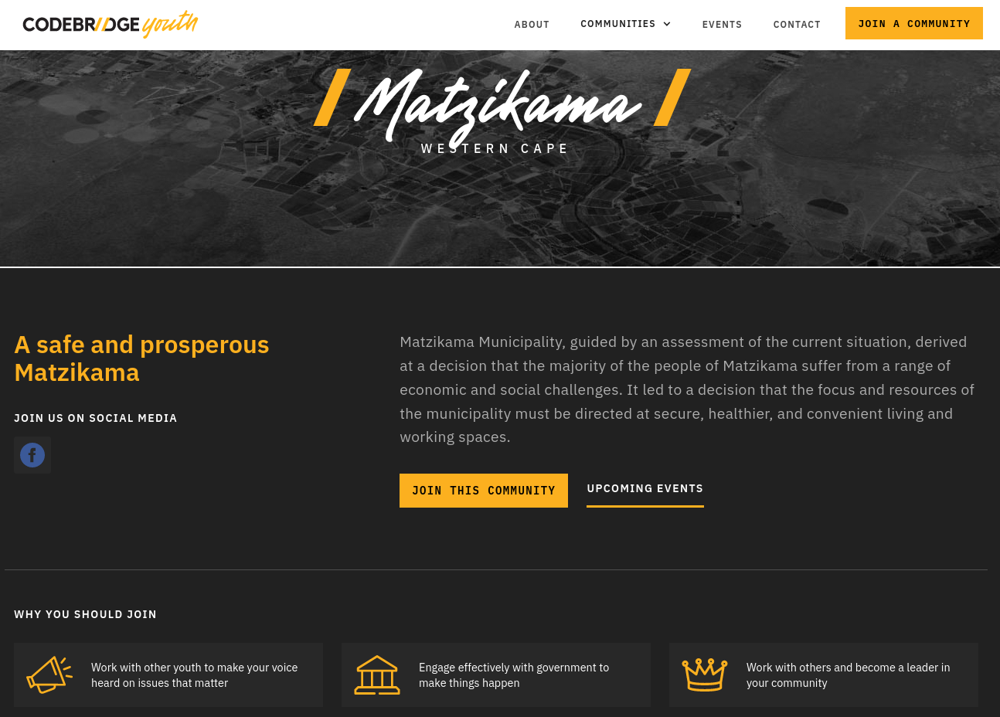 CODEBRIDGE youth
ABOUT
COMMUNITIES
EVENTS
CONTACT
JOIN A COMMUNITY
Matzikama
WESTERN CAPE
A safe and prosperous
Matzikama
JOIN US ON SOCIAL MEDIA
Matzikama Municipality, guided by an assessment of the current situation, derived
at a decision that the majority of the people of Matzikama suffer from a range of
economic and social challenges. It led to a decision that the focus and resources of
the municipality must be directed at secure, healthier, and convenient living and
working spaces.
JOIN THIS COMMUNITY
UPCOMING EVENTS
WHY YOU SHOULD JOIN
Work with other youth to make your voice
heard on issues that matter
Engage effectively with government to
make things happen
Work with others and become a leader in
your community